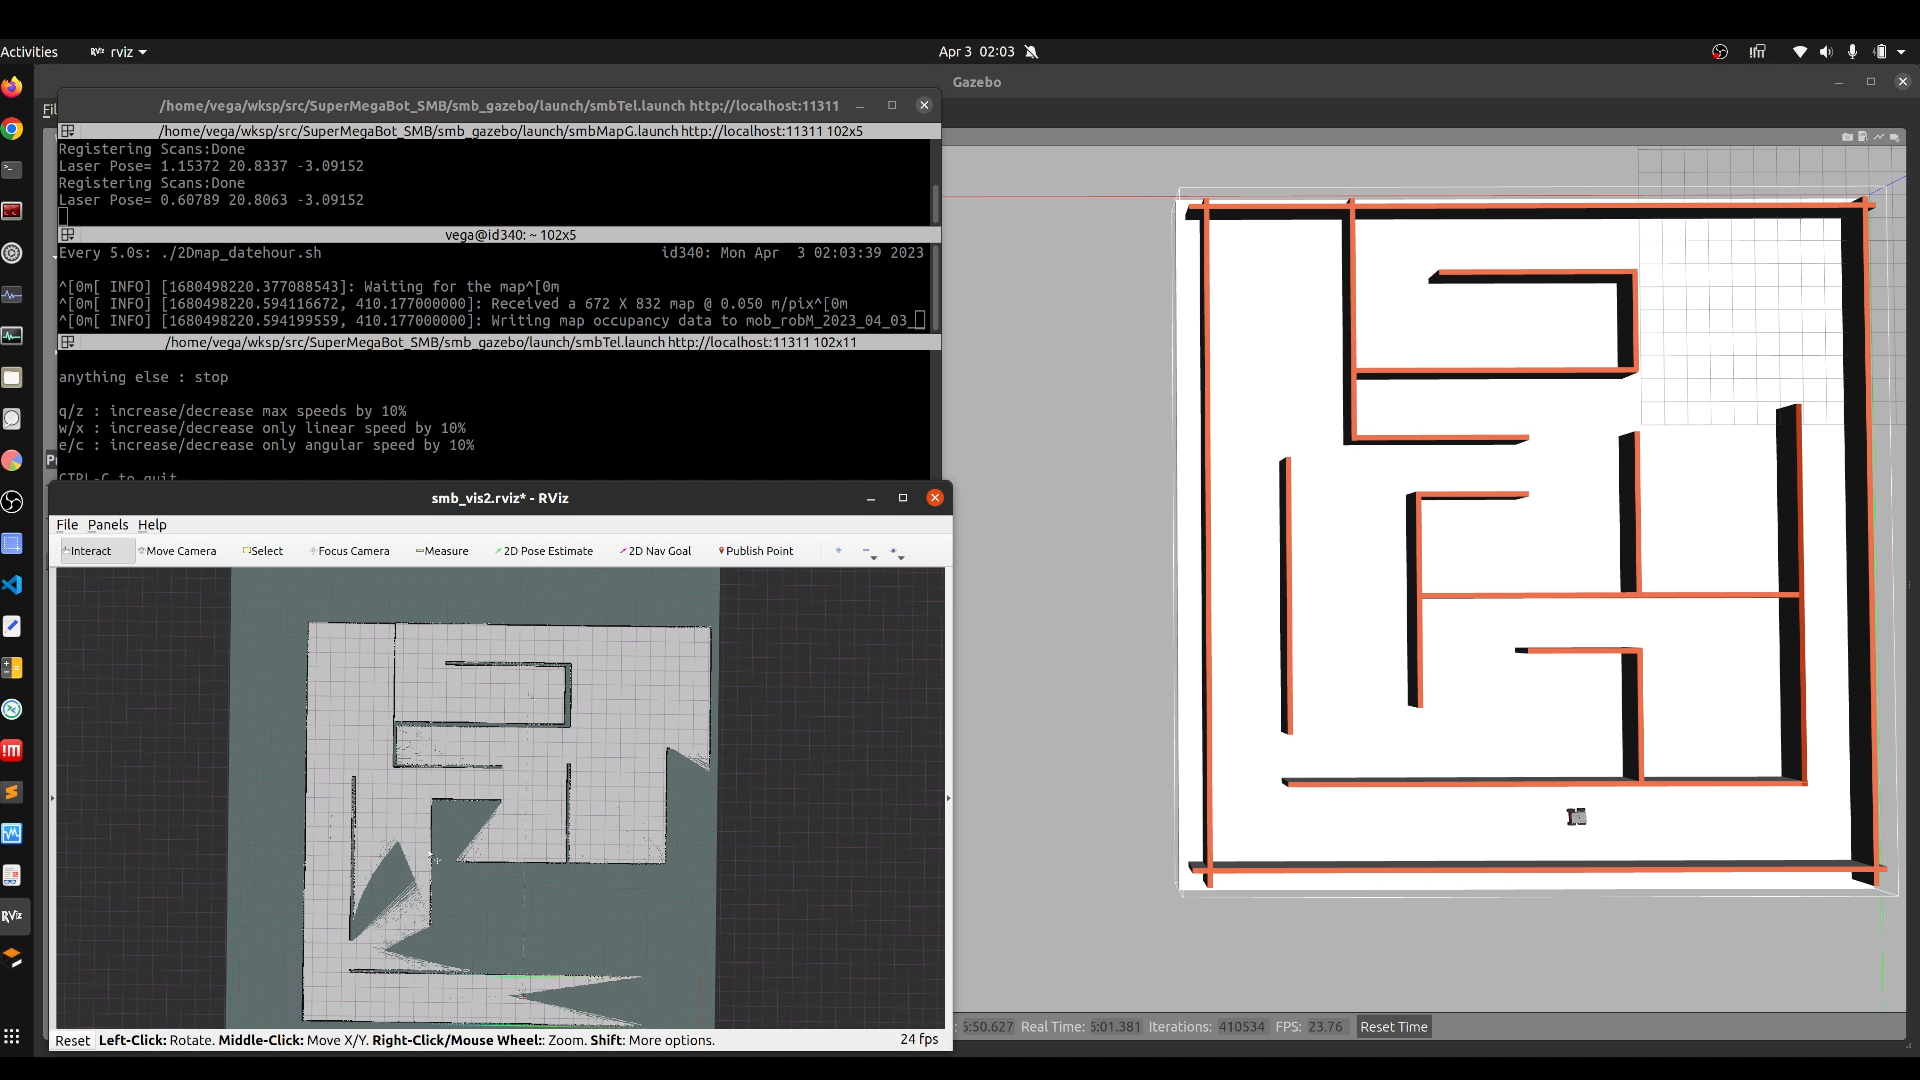 Activities
RViz rviz
Apr 3 02:03
Gazebo
Fil
/home/vega/wksp/src/SuperMegaBot_SMB/smb_gazebo/launch/smbTel.launch http://localhost:11311
/home/vega/wksp/src/SuperMegaBot_SMB/smb_gazebo/launch/smbMapG.launch http://localhost:11311 102x5
Registering Scans:Done
Laser Pose= 1.15372 20.8337 -3.09152
Registering Scans:Done
Laser Pose= 0.60789 20.8063 -3.09152
vega@id340: ~ 102x5
Every 5.0s: ./2Dmap_datehour.sh id340: Mon Apr 3 02:03:39 2023
^[0m[ INFO] [1680498220.377088543]: Waiting for the map^[0m
^[0m[ INFO] [1680498220.594116672, 410.177000000]: Received a 672 X 832 map @ 0.050 m/pix^[0m
^[0m[ INFO] [1680498220.594199559, 410.177000000]: Writing map occupancy data to mob_robM_2023_04_03_
/home/vega/wksp/src/SuperMegaBot_SMB/smb_gazebo/launch/smbTel.launch http://localhost:11311 102x11
anything else : stop
q/z : increase/decrease max speeds by 10%
w/x : increase/decrease only linear speed by 10%
e/c : increase/decrease only angular speed by 10%
CTRL-C to quit
smb_vis2.rviz* - RViz
File Panels Help
Interact Move Camera Select Focus Camera Measure 2D Pose Estimate 2D Nav Goal Publish Point
RViz
Reset Left-Click: Rotate. Middle-Click: Move X/Y. Right-Click/Mouse Wheel:: Zoom. Shift: More options. 24 fps
: 6:50.627 Real Time: 5:01.381 Iterations: 410534 FPS: 23.76 Reset Time